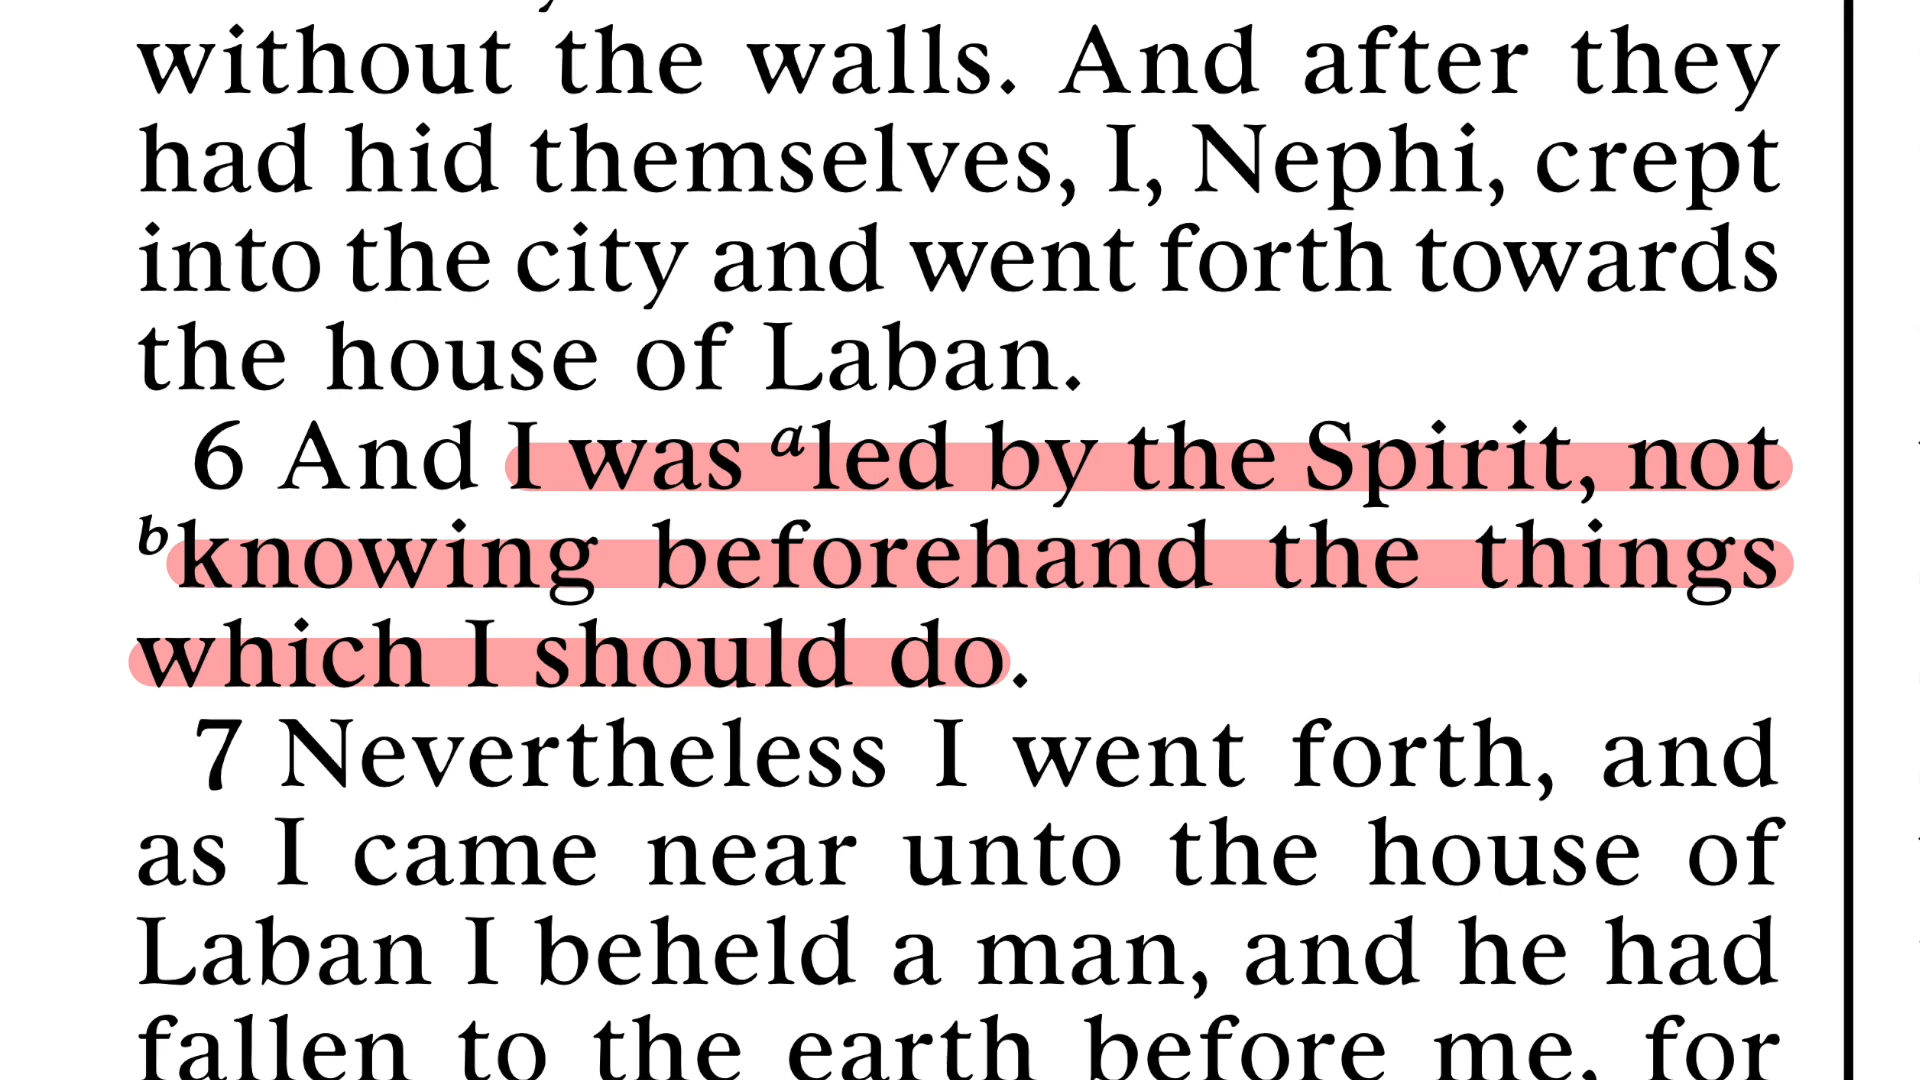 without the walls. And after they
had hid themselves, I, Nephi, crept
into the city and went forth towards
the house of Laban.
6 And I was a led by the Spirit, not
b knowing beforehand the things
which I should do.
7 Nevertheless I went forth, and
as I came near unto the house of
Laban I beheld a man, and he had
fallen to the earth before me, for